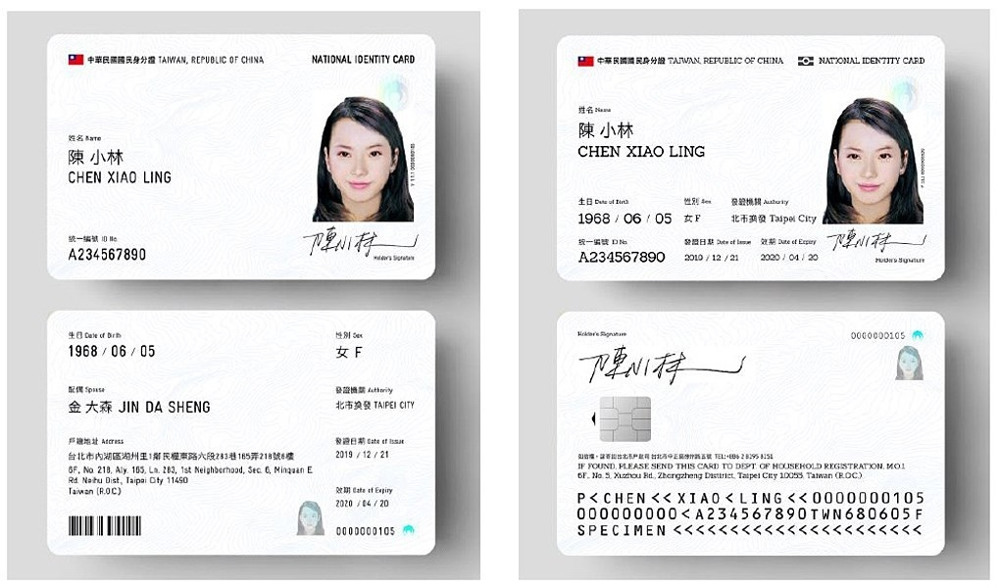 中華民國國民身分證 TAIWAN, REPUBLIC OF CHINA NATIONAL IDENTITY CARD
姓名 Name
陳 小林
CHEN XIAO LING
統一編號 ID No.
A234567890
陳小林
Holder's Signature
生日 Date of Birth
1968 / 06 / 05
性別 Sex
女 F
配偶 Spouse
金 大森 JIN DA SHENG
發證機關 Authority
北市換發 TAIPEI CITY
戶籍地址 Address
台北市內湖區湖州里1鄰民權東路六段283巷165弄218號6樓
6F., No. 218, Aly. 165, Ln. 283, 1st Neighborhood, Sec. 6, Minquan E.
Rd. Neihu Dist., Taipei City 11490
Taiwan (R.O.C.)
發證日期 Date of Issue
2019 / 12 / 21
效期 Date of Expiry
2020 / 04 / 20
0000000105
中華民國國民身分證 TAIWAN, REPUBLIC OF CHINA NATIONAL IDENTITY CARD
姓名 Name
陳 小林
CHEN XIAO LING
生日 Date of Birth 性別 Sex 發證機關 Authority
1968 / 06 / 05 女 F 北市換發 Taipei City
統一編號 ID No. 發證日期 Date of Issue 效期 Date of Expiry
A234567890 2019 / 12 / 21 2020 / 04 / 20
陳小林
Holder's Signature
Holder's Signature
陳小林
0000000105
IF FOUND, PLEASE SEND THIS CARD TO DEPT. OF HOUSEHOLD REGISTRATION, M.O.I.
6F., No. 5, Xuzhou Rd., Zhongzheng Disctrict, Taipei City 10055, Taiwan (R.O.C.)
P<CHEN<<XIAO<LING<<0000000105
000000000<A234567890TWN680605F
SPECIMEN<<<<<<<<<<<<<<<<<<<<<<